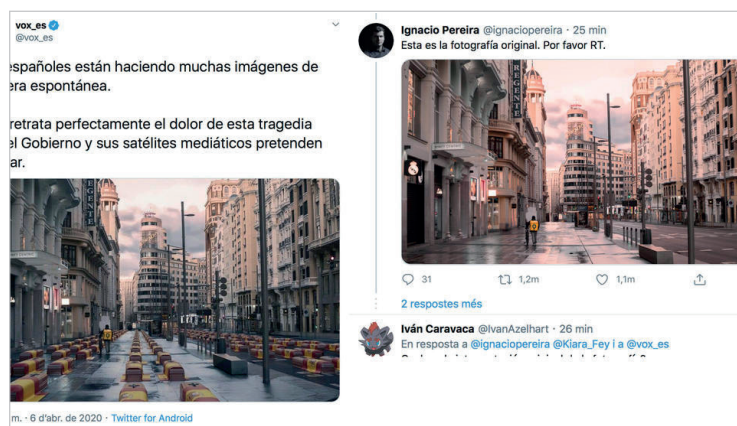 vox_es
@vox_es
españoles están haciendo muchas imágenes de
era espontánea.
retrata perfectamente el dolor de esta tragedia
el Gobierno y sus satélites mediáticos pretenden
ar.
REGENTE
m. · 6 d'abr. de 2020 · Twitter for Android
Ignacio Pereira @ignaciopereira · 25 min
Esta es la fotografía original. Por favor RT.
REGENTE
31 1,2m 1,1m
2 respostes més
Iván Caravaca @IvanAzelhart · 26 min
En resposta a @ignaciopereira @Kiara_Fey i a @vox_es